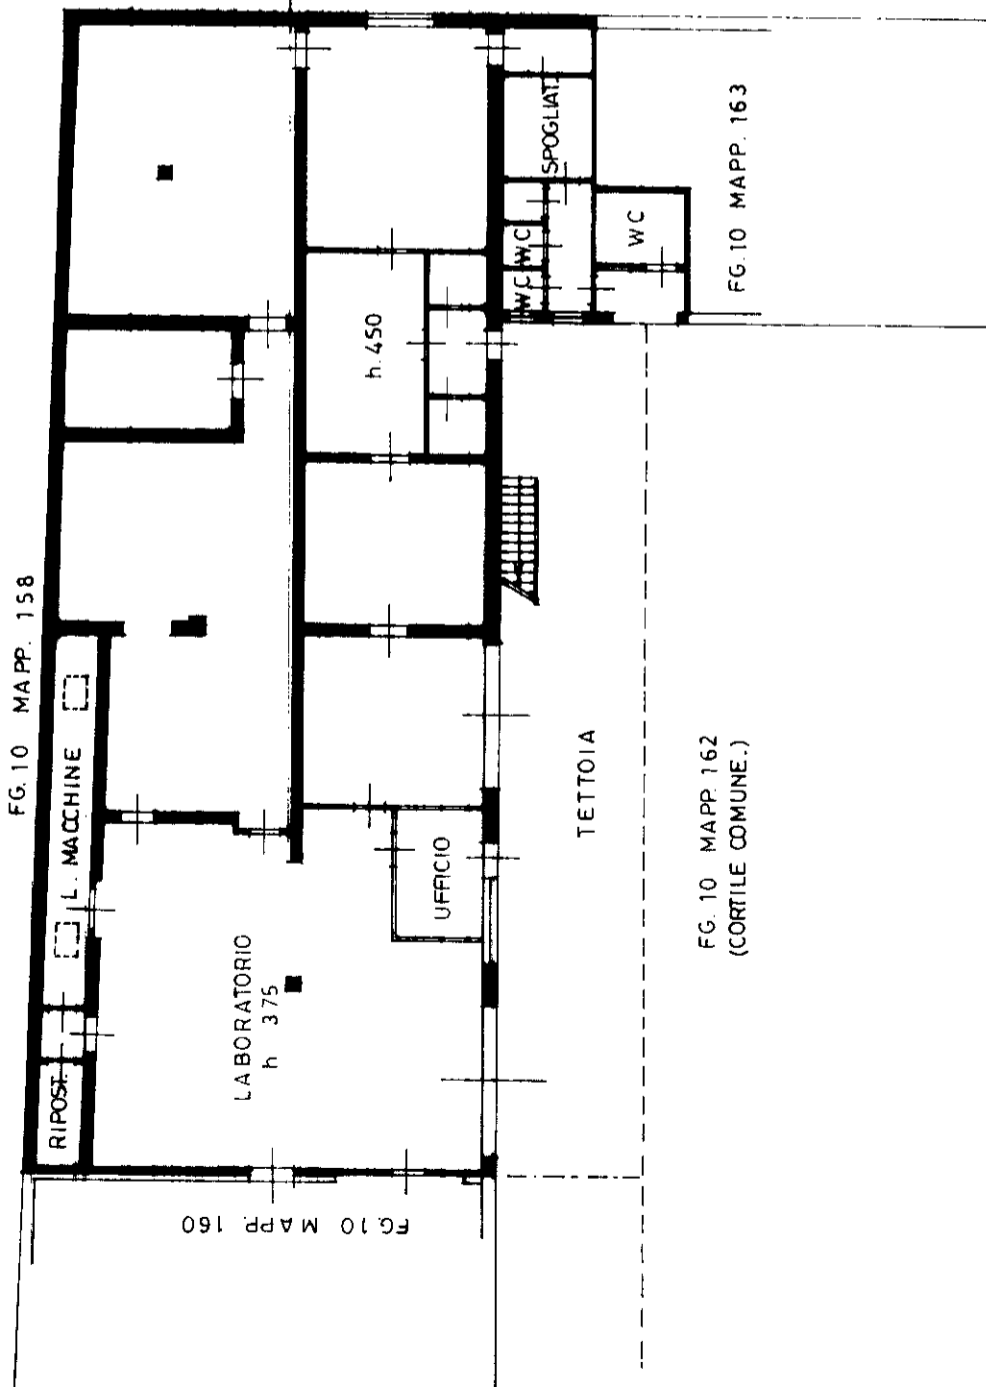 FG. 10 MAPP. 158
L. MACCHINE
RIPOST.
LABORATORIO
h 375
UFFICIO
h. 450
SPOGLIAT.
WC
WC
WC
FG. 10 MAPP. 163
TETTOIA
FG. 10 MAPP. 162
(CORTILE COMUNE.)
FG. 10 MAPP. 160